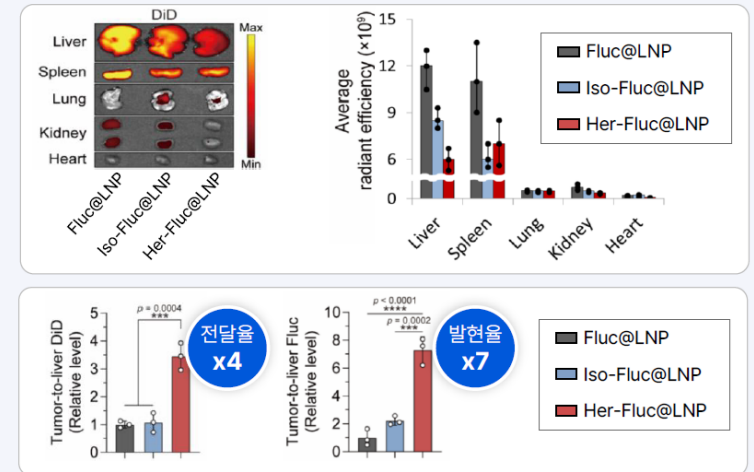 DiD
Liver
Spleen
Lung
Kidney
Heart
Max
Min
Fluc@LNP
Iso-Fluc@LNP
Her-Fluc@LNP
Average
radiant efficiency (×10⁹)
15
12
9
6
0
Liver
Spleen
Lung
Kidney
Heart
Fluc@LNP
Iso-Fluc@LNP
Her-Fluc@LNP
Tumor-to-liver DiD
(Relative level)
5
4
3
2
1
0
p = 0.0004
***
전달율
x4
Tumor-to-liver Fluc
(Relative level)
10
8
6
4
2
0
p < 0.0001
****
p = 0.0002
***
발현율
x7
Fluc@LNP
Iso-Fluc@LNP
Her-Fluc@LNP